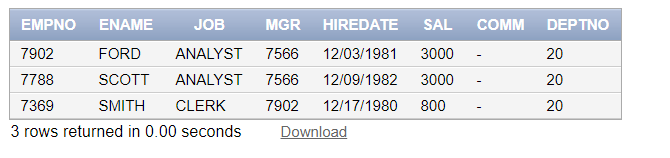 EMPNO ENAME JOB MGR HIREDATE SAL COMM DEPTNO
7902 FORD ANALYST 7566 12/03/1981 3000 - 20
7788 SCOTT ANALYST 7566 12/09/1982 3000 - 20
7369 SMITH CLERK 7902 12/17/1980 800 - 20
3 rows returned in 0.00 seconds Download